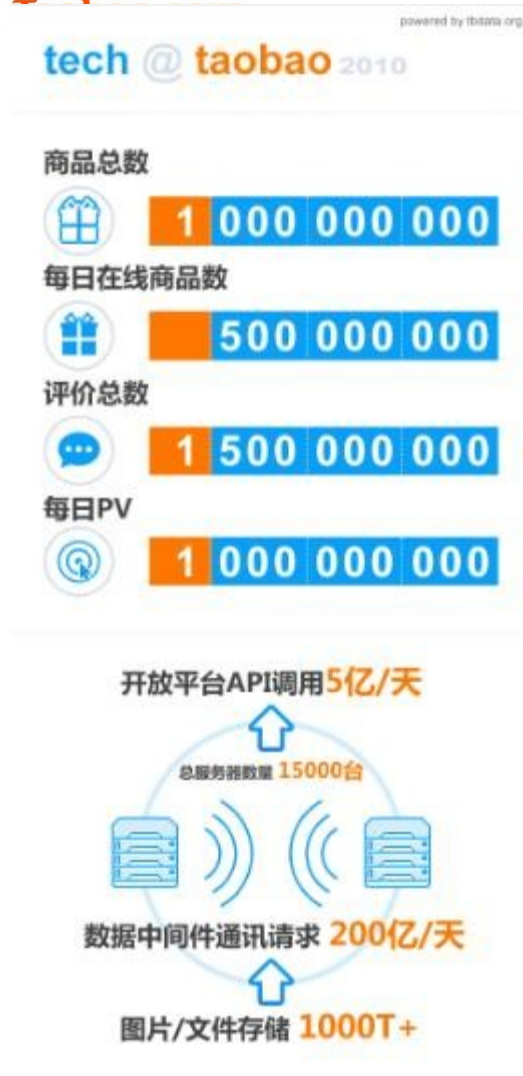 powered by tbdata.org
tech @ taobao 2010
商品总数
1 000 000 000
每日在线商品数
500 000 000
评价总数
1 500 000 000
每日PV
1 000 000 000
开放平台API调用5亿/天
总服务器数量 15000台
数据中间件通讯请求 200亿/天
图片/文件存储 1000T+